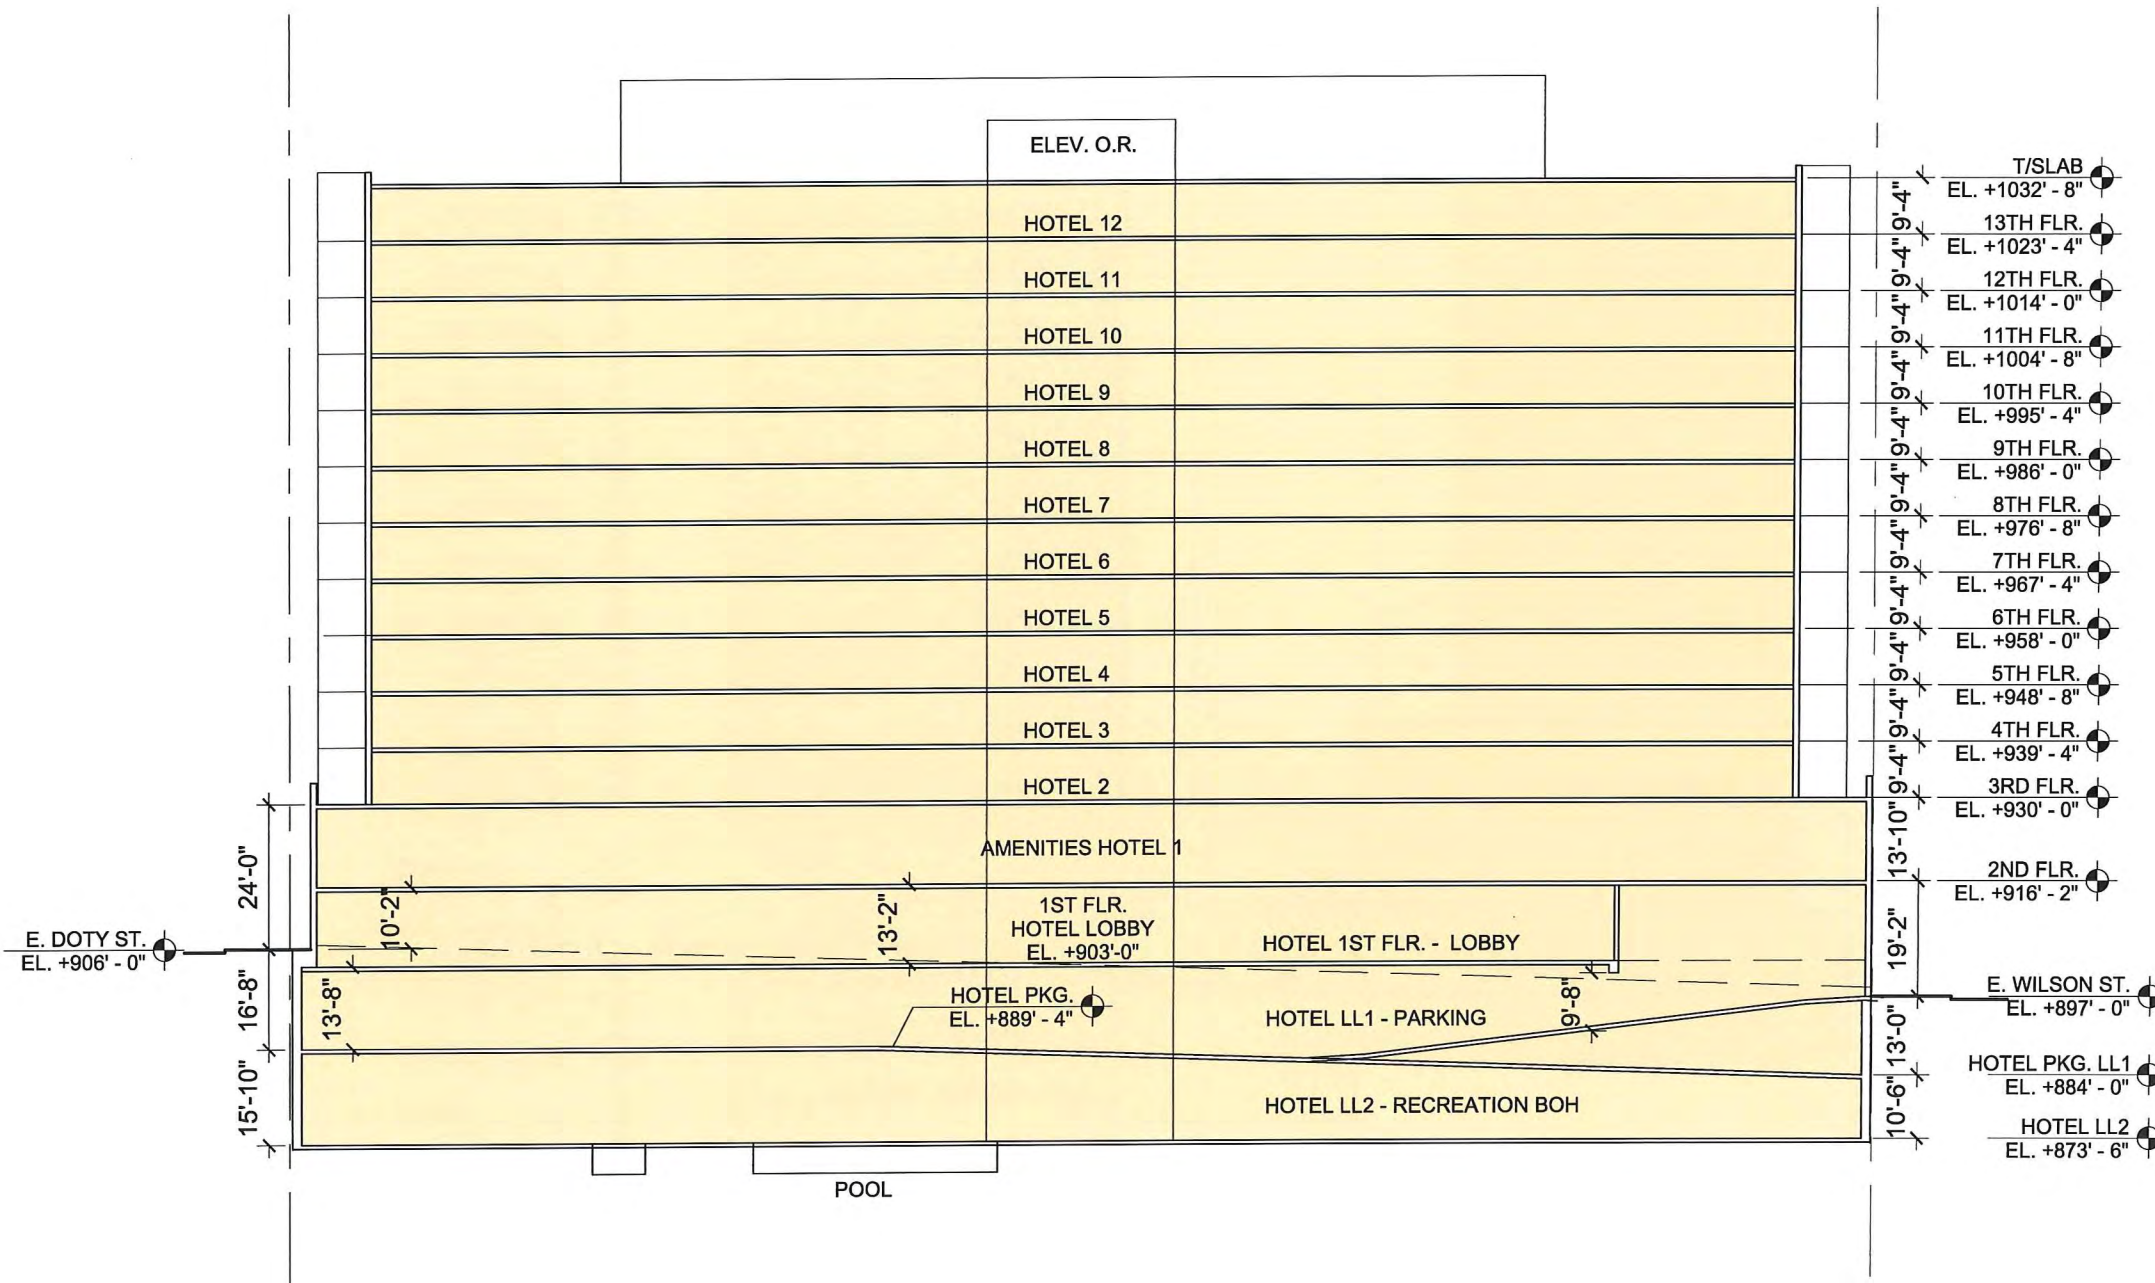 ELEV. O.R.
T/SLAB
EL. +1032' - 8"
9'-4"
HOTEL 12
13TH FLR.
EL. +1023' - 4"
9'-4"
HOTEL 11
12TH FLR.
EL. +1014' - 0"
9'-4"
HOTEL 10
11TH FLR.
EL. +1004' - 8"
9'-4"
HOTEL 9
10TH FLR.
EL. +995' - 4"
9'-4"
HOTEL 8
9TH FLR.
EL. +986' - 0"
9'-4"
HOTEL 7
8TH FLR.
EL. +976' - 8"
9'-4"
HOTEL 6
7TH FLR.
EL. +967' - 4"
9'-4"
HOTEL 5
6TH FLR.
EL. +958' - 0"
9'-4"
HOTEL 4
5TH FLR.
EL. +948' - 8"
9'-4"
HOTEL 3
4TH FLR.
EL. +939' - 4"
9'-4"
HOTEL 2
3RD FLR.
EL. +930' - 0"
AMENITIES HOTEL 1
13'-10"
24'-0"
2ND FLR.
EL. +916' - 2"
10'-2"
13'-2"
1ST FLR.
HOTEL LOBBY
EL. +903'-0"
HOTEL 1ST FLR. - LOBBY
19'-2"
E. DOTY ST.
EL. +906' - 0"
16'-8"
13'-8"
HOTEL PKG.
EL. +889' - 4"
HOTEL LL1 - PARKING
9'-8"
E. WILSON ST.
EL. +897' - 0"
13'-0"
HOTEL PKG. LL1
EL. +884' - 0"
15'-10"
HOTEL LL2 - RECREATION BOH
10'-6"
HOTEL LL2
EL. +873' - 6"
POOL